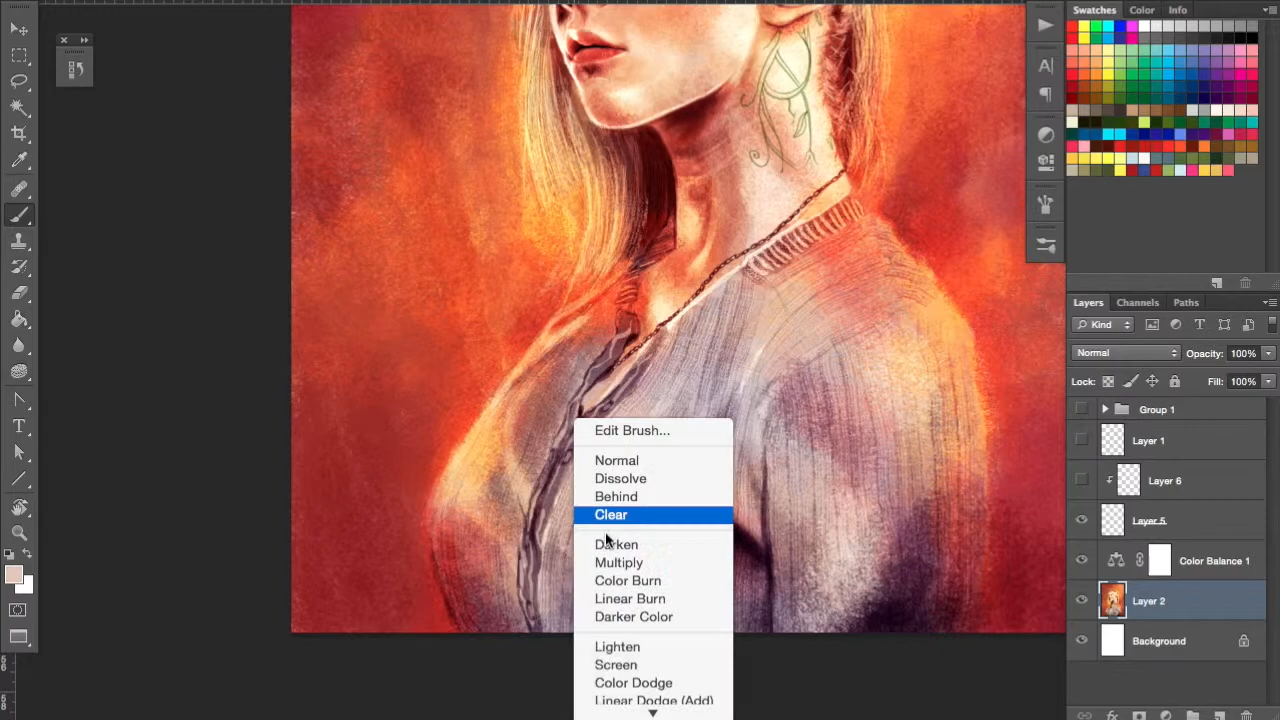 Swatches Color Info
Edit Brush...
Normal
Dissolve
Behind
Clear
Darken
Multiply
Color Burn
Linear Burn
Darker Color
Lighten
Screen
Color Dodge
Linear Dodge (Add)
Layers Channels Paths
Kind
Normal Opacity: 100%
Lock: Fill: 100%
Group 1
Layer 1
Layer 6
Layer 5
Color Balance 1
Layer 2
Background